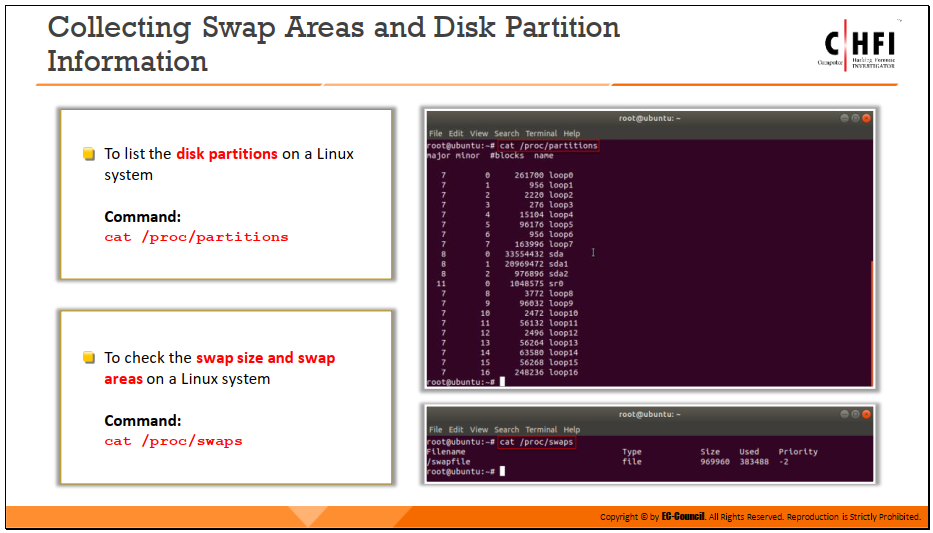 Collecting Swap Areas and Disk Partition
Information
C HFI
Computer Hacking Forensic
INVESTIGATOR
To list the disk partitions on a Linux
system
Command:
cat /proc/partitions
To check the swap size and swap
areas on a Linux system
Command:
cat /proc/swaps
root@ubuntu: ~
File Edit View Search Terminal Help
root@ubuntu:~# cat /proc/partitions
major minor #blocks name
7 0 261700 loop0
7 1 956 loop1
7 2 2220 loop2
7 3 276 loop3
7 4 15104 loop4
7 5 96176 loop5
7 6 956 loop6
7 7 163996 loop7
8 0 33554432 sda
8 1 20969472 sda1
8 2 976896 sda2
11 0 1048575 sr0
7 8 3772 loop8
7 9 96032 loop9
7 10 2472 loop10
7 11 56132 loop11
7 12 2496 loop12
7 13 56264 loop13
7 14 63580 loop14
7 15 56268 loop15
7 16 248236 loop16
root@ubuntu:~#
root@ubuntu: ~
File Edit View Search Terminal Help
root@ubuntu:~# cat /proc/swaps
Filename Type Size Used Priority
/swapfile file 969960 383488 -2
root@ubuntu:~#
Copyright © by EC-Council. All Rights Reserved. Reproduction is Strictly Prohibited.